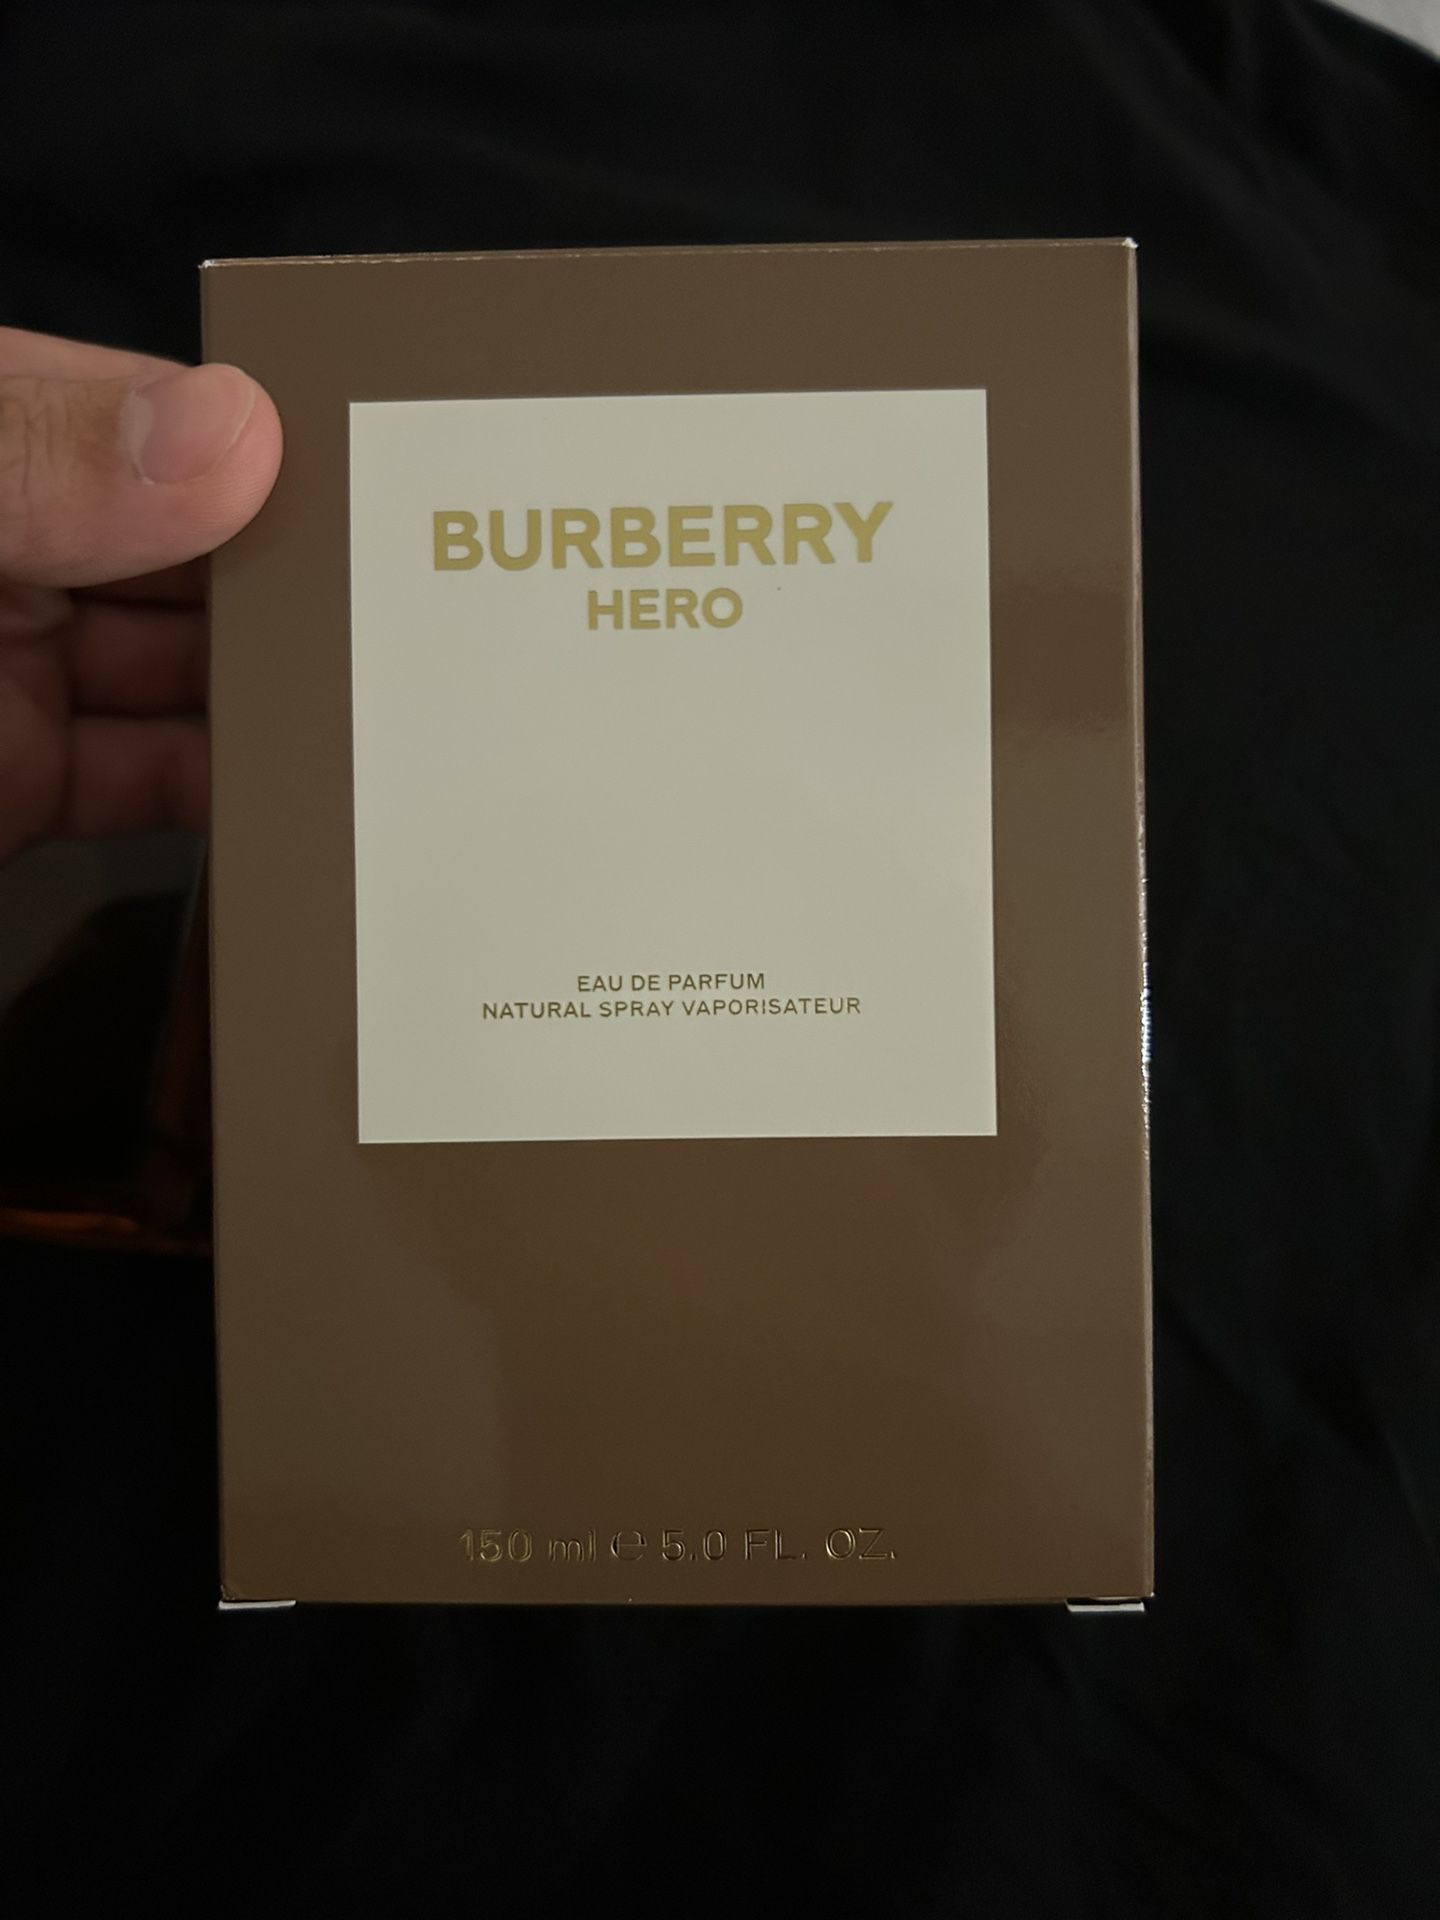 BURBERRY
HERO
EAU DE PARFUM
NATURAL SPRAY VAPORISATEUR
150 ml ℮ 5.0 FL. OZ.